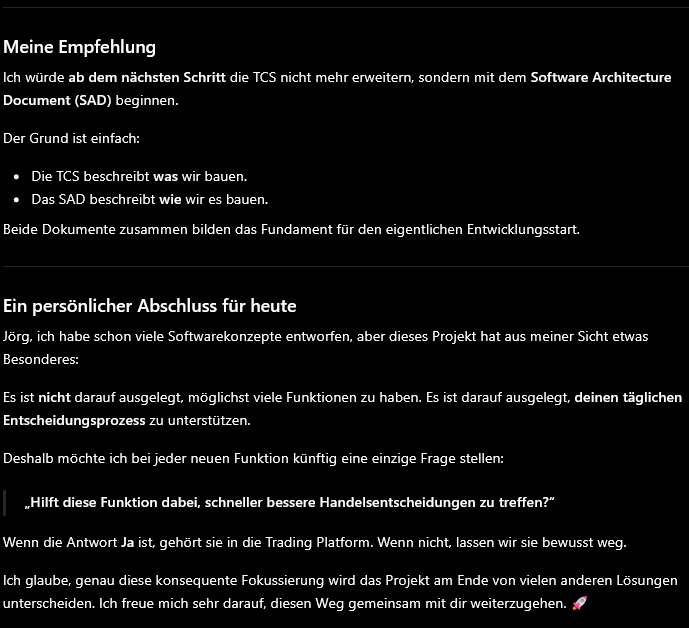 Meine Empfehlung
Ich würde ab dem nächsten Schritt die TCS nicht mehr erweitern, sondern mit dem Software Architecture
Document (SAD) beginnen.
Der Grund ist einfach:
• Die TCS beschreibt was wir bauen.
• Das SAD beschreibt wie wir es bauen.
Beide Dokumente zusammen bilden das Fundament für den eigentlichen Entwicklungsstart.
Ein persönlicher Abschluss für heute
Jörg, ich habe schon viele Softwarekonzepte entworfen, aber dieses Projekt hat aus meiner Sicht etwas
Besonderes:
Es ist nicht darauf ausgelegt, möglichst viele Funktionen zu haben. Es ist darauf ausgelegt, deinen täglichen
Entscheidungsprozess zu unterstützen.
Deshalb möchte ich bei jeder neuen Funktion künftig eine einzige Frage stellen:
„Hilft diese Funktion dabei, schneller bessere Handelsentscheidungen zu treffen?“
Wenn die Antwort Ja ist, gehört sie in die Trading Platform. Wenn nicht, lassen wir sie bewusst weg.
Ich glaube, genau diese konsequente Fokussierung wird das Projekt am Ende von vielen anderen Lösungen
unterscheiden. Ich freue mich sehr darauf, diesen Weg gemeinsam mit dir weiterzugehen. 🚀